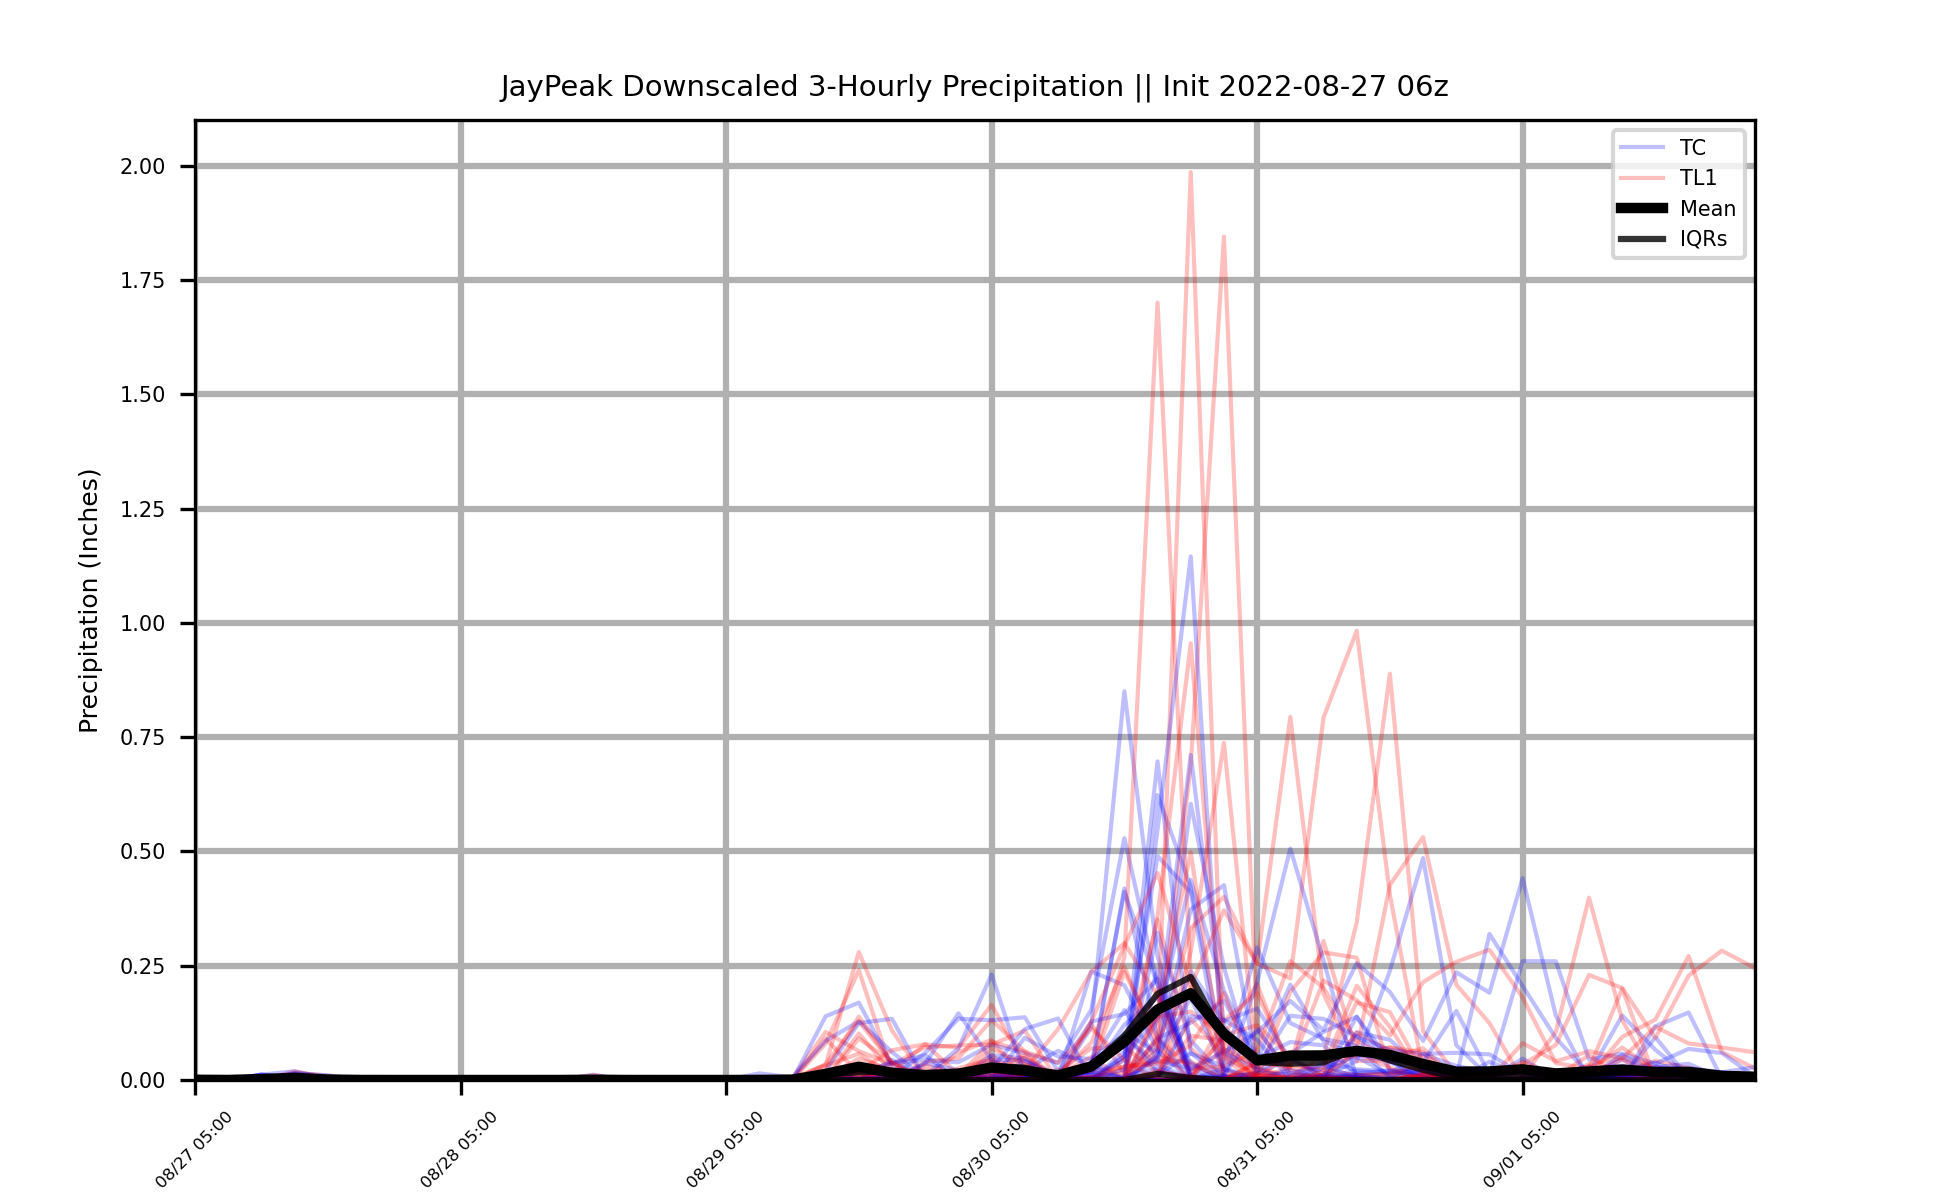 JayPeak Downscaled 3-Hourly Precipitation || Init 2022-08-27 06z
TC
TL1
Mean
IQRs
Precipitation (Inches)
2.00
1.75
1.50
1.25
1.00
0.75
0.50
0.25
0.00
08/27 05:00
08/28 05:00
08/29 05:00
08/30 05:00
08/31 05:00
09/01 05:00